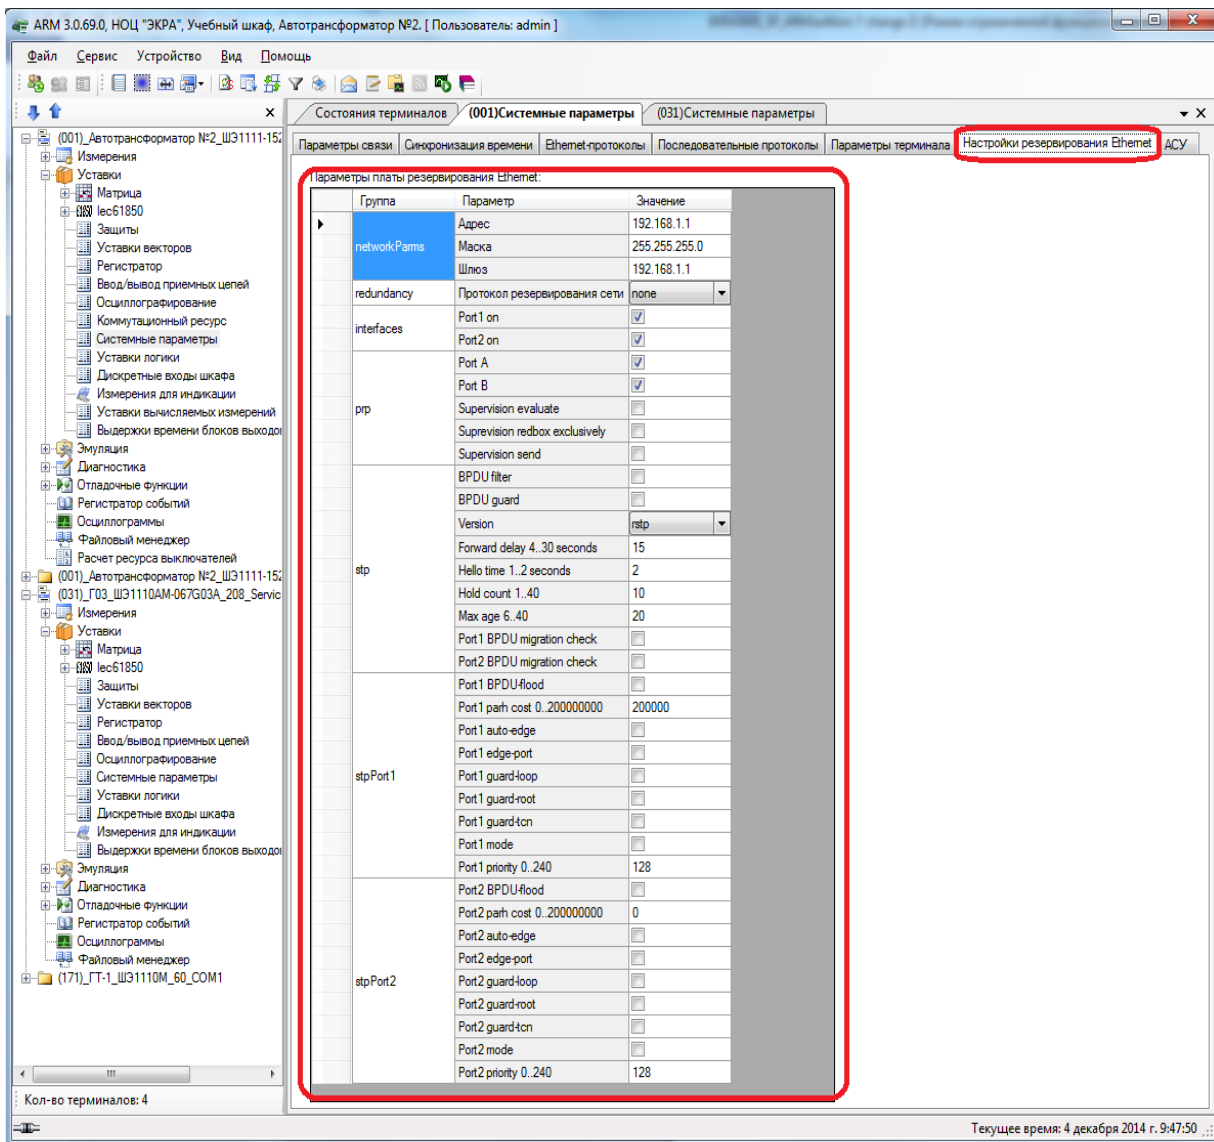 ARM 3.0.69.0, НОЦ "ЭКРА", Учебный шкаф, Автотрансформатор №2. [ Пользователь: admin ]
Файл Сервис Устройство Вид Помощь
Состояния терминалов (001)Системные параметры (031)Системные параметры
Параметры связи Синхронизация времени Ethernet-протоколы Последовательные протоколы Параметры терминала Настройки резервирования Ethernet АСУ
(001)_Автотрансформатор №2_ШЭ1111-152
Измерения
Уставки
Матрица
Iec61850
Защиты
Уставки векторов
Регистратор
Ввод/вывод приемных цепей
Осциллографирование
Коммутационный ресурс
Системные параметры
Уставки логики
Дискретные входы шкафа
Измерения для индикации
Уставки вычисляемых измерений
Выдержки времени блоков выходо
Эмуляция
Диагностика
Отладочные функции
Регистратор событий
Осциллограммы
Файловый менеджер
Расчет ресурса выключателей
(001)_Автотрансформатор №2_ШЭ1111-152
(031)_Г03_ШЭ1110АМ-067G03A_208_Servic
Измерения
Уставки
Матрица
Iec61850
Защиты
Уставки векторов
Регистратор
Ввод/вывод приемных цепей
Осциллографирование
Системные параметры
Уставки логики
Дискретные входы шкафа
Измерения для индикации
Выдержки времени блоков выходо
Эмуляция
Диагностика
Отладочные функции
Регистратор событий
Осциллограммы
Файловый менеджер
(171)_ГТ-1_ШЭ1110М_60_COM1
Кол-во терминалов: 4
Параметры платы резервирования Ethernet:
Группа Параметр Значение
networkParms
Адрес 192.168.1.1
Маска 255.255.255.0
Шлюз 192.168.1.1
redundancy Протокол резервирования сети none
interfaces
Port1 on
Port2 on
prp
Port A
Port B
Supervision evaluate
Suprevision redbox exclusively
Supervision send
stp
BPDU filter
BPDU guard
Version rstp
Forward delay 4..30 seconds 15
Hello time 1..2 seconds 2
Hold count 1..40 10
Max age 6..40 20
Port1 BPDU migration check
Port2 BPDU migration check
stpPort1
Port1 BPDU-flood
Port1 parh cost 0..200000000 200000
Port1 auto-edge
Port1 edge-port
Port1 guard-loop
Port1 guard-root
Port1 guard-tcn
Port1 mode
Port1 priority 0..240 128
stpPort2
Port2 BPDU-flood
Port2 parh cost 0..200000000 0
Port2 auto-edge
Port2 edge-port
Port2 guard-loop
Port2 guard-root
Port2 guard-tcn
Port2 mode
Port2 priority 0..240 128
Текущее время: 4 декабря 2014 г. 9:47:50